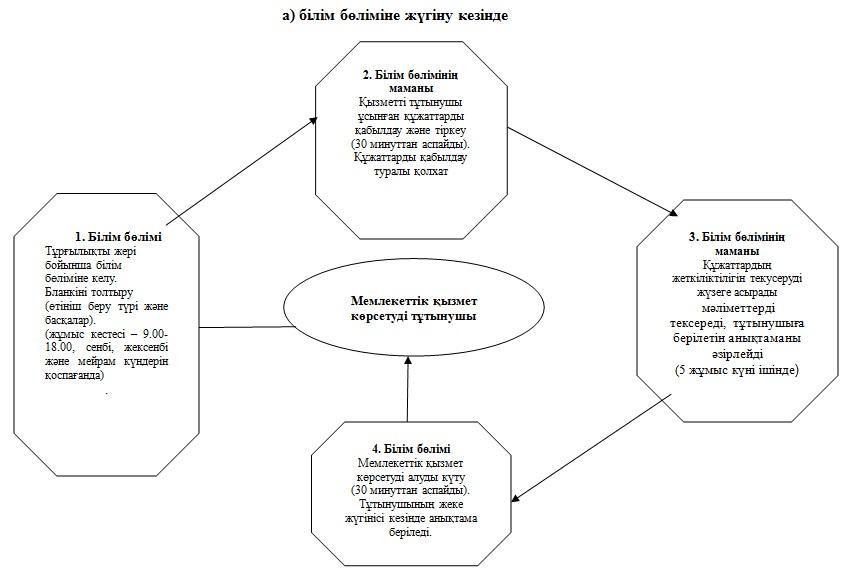 а) білім бөліміне жүгіну кезінде
2. Білім бөлімінің
маманы
Қызметті тұтынушы
ұсынған құжаттарды
қабылдау және тіркеу
(30 минуттан аспайды).
Құжаттарды қабылдау
туралы қолхат
1. Білім бөлімі
Тұрғылықты жері
бойынша білім
бөліміне келу.
Бланкіні толтыру
(өтініш беру түрі және
басқалар).
(жұмыс кестесі – 9.00-
18.00, сенбі, жексенбі
және мейрам күндерін
қоспағанда)
.
Мемлекеттік қызмет
көрсетуді тұтынушы
3. Білім бөлімінің
маманы
Құжаттардың
жеткіліктілігін текусеруді
жүзеге асырады
мәліметтерді
тексереді, тұтынушыға
берілетін анықтаманы
әзірлейді
(5 жұмыс күні ішінде)
4. Білім бөлімі
Мемлекеттік қызмет
көрсетуді алуды күту
(30 минуттан аспайды).
Тұтынушының жеке
жүгінісі кезінде анықтама
беріледі.